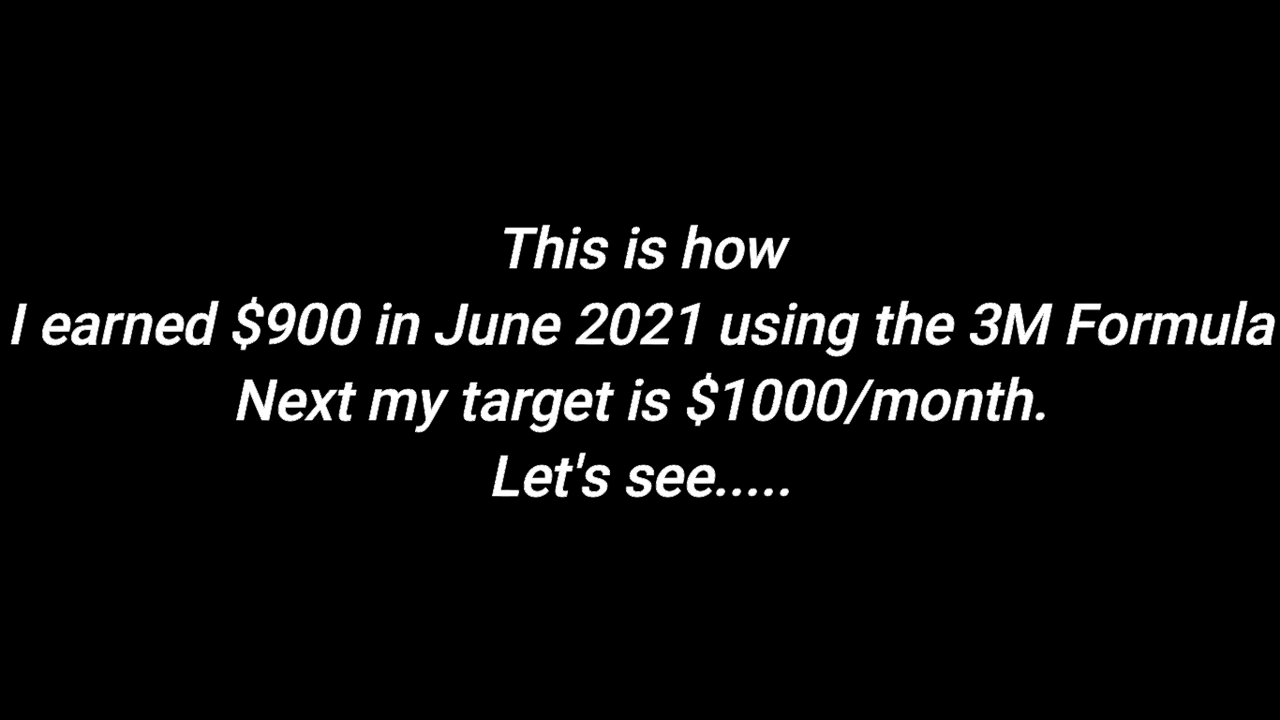 This is how
I earned $900 in June 2021 using the 3M Formula
Next my target is $1000/month.
Let's see.....